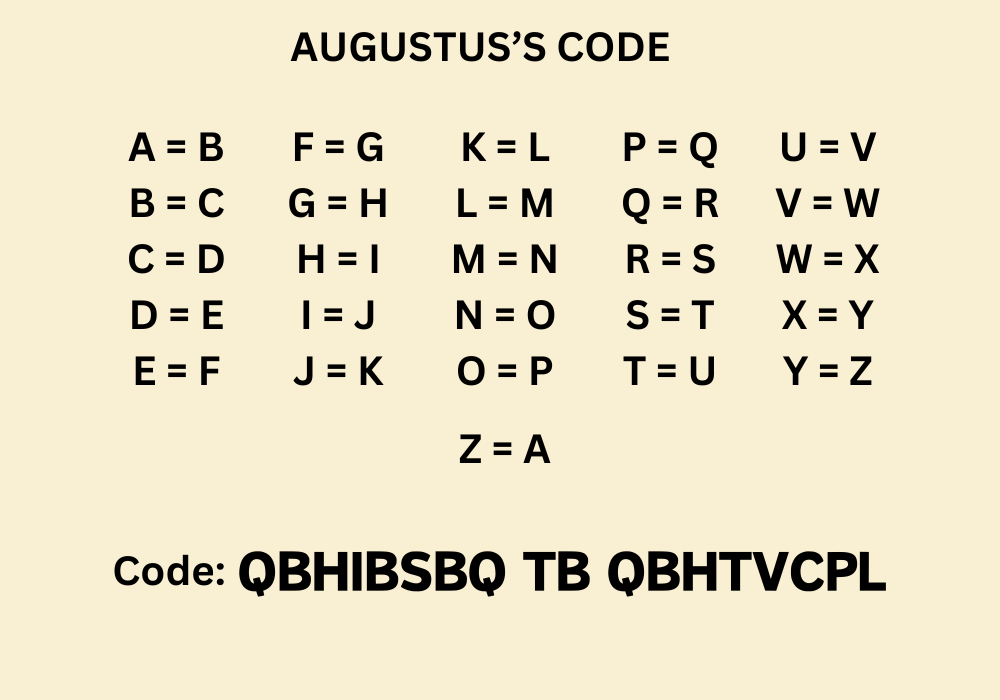 AUGUSTUS’S CODE
A = B F = G K = L P = Q U = V
B = C G = H L = M Q = R V = W
C = D H = I M = N R = S W = X
D = E I = J N = O S = T X = Y
E = F J = K O = P T = U Y = Z
Z = A
Code: QBHIBSBQ TB QBHTVCPL